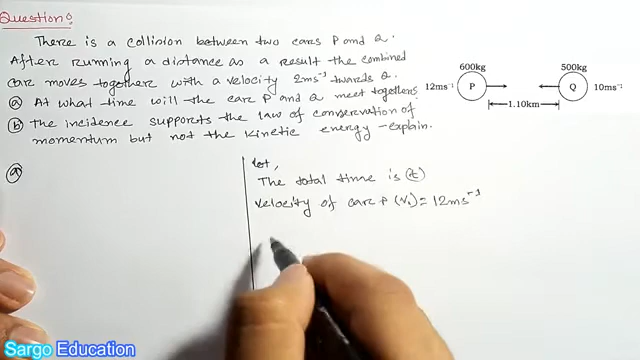 Question:
There is a collision between two cars P and Q.
After running a distance as a result the combined
car moves together with a velocity 2ms⁻¹ towards Q.
(a) At what time will the car P and Q meet together?
(b) The incidence supports the law of conservation of
momentum but not the kinetic energy - explain.
600kg 500kg
12ms⁻¹ P Q 10ms⁻¹
1.10km
(a)
let,
The total time is (t)
velocity of car P (V₁) = 12ms⁻¹
Sargo Education